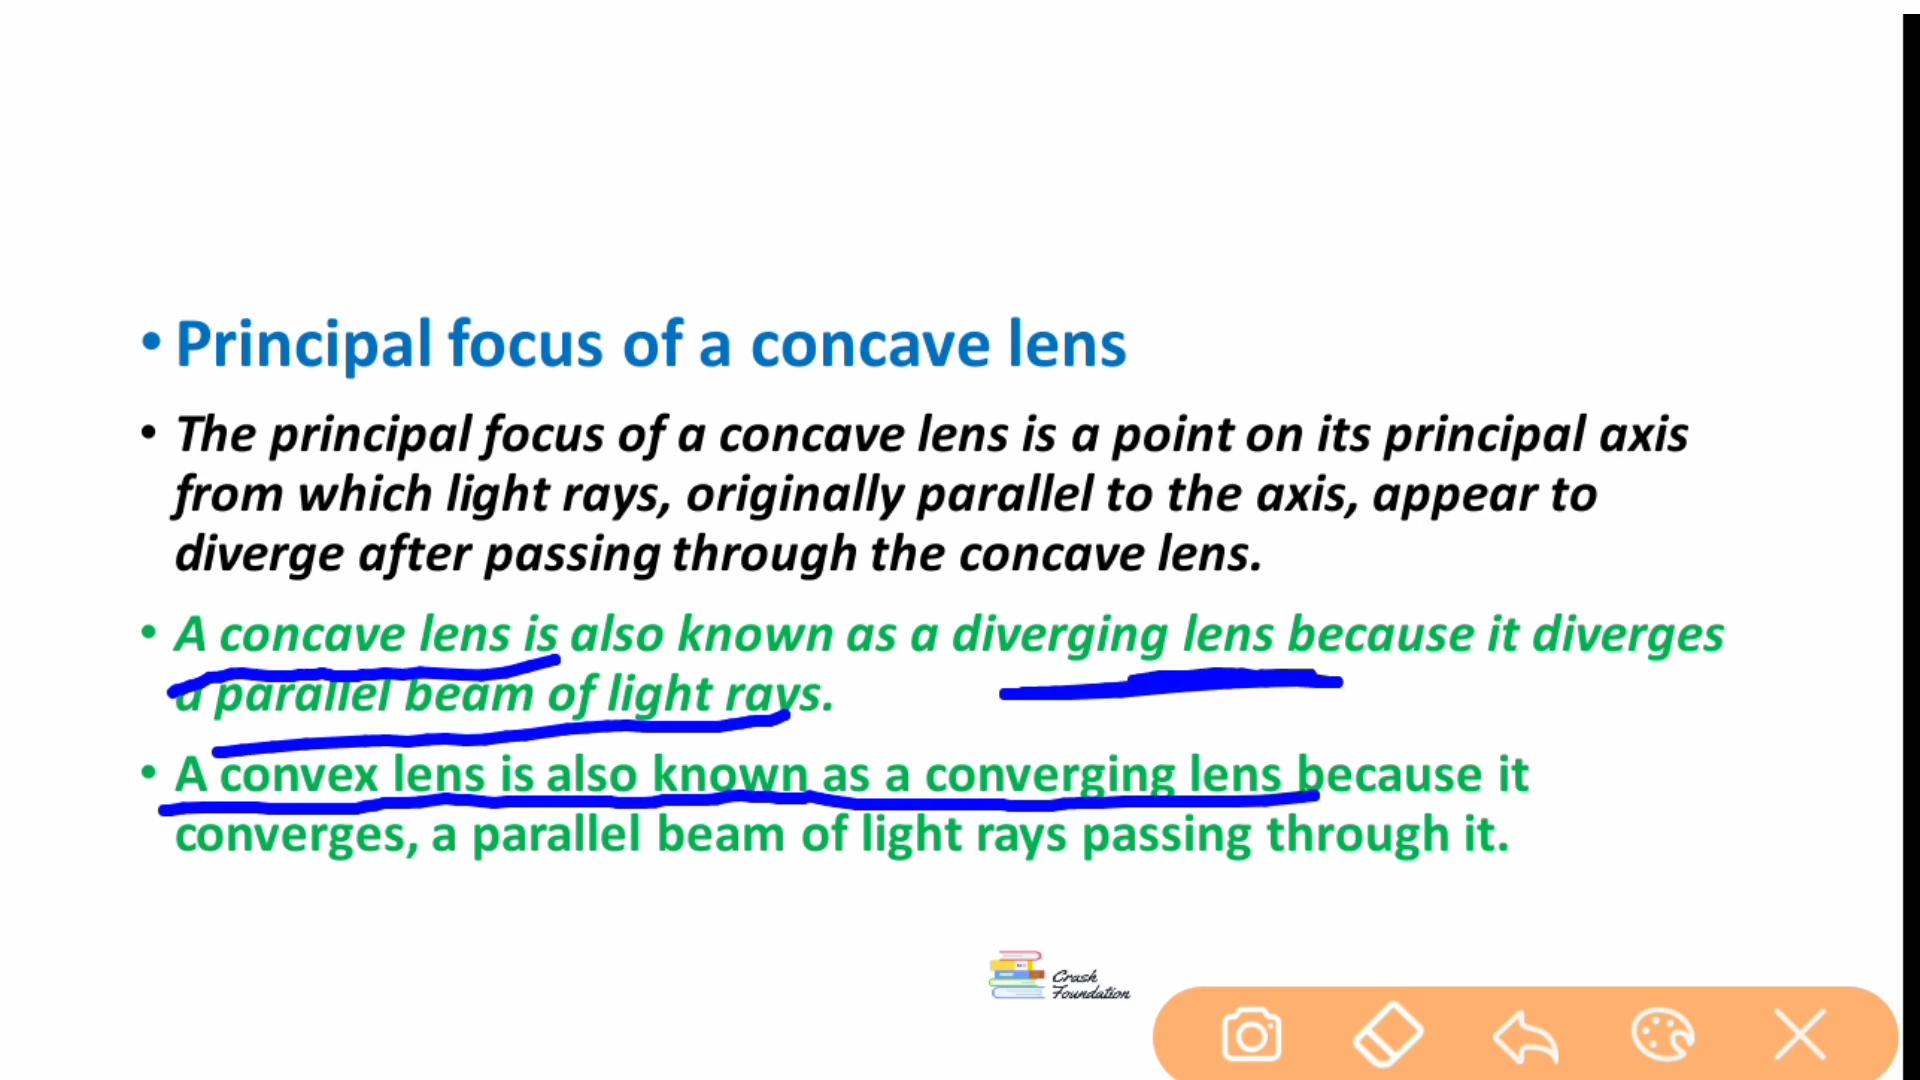 • Principal focus of a concave lens
• The principal focus of a concave lens is a point on its principal axis
from which light rays, originally parallel to the axis, appear to
diverge after passing through the concave lens.
• A concave lens is also known as a diverging lens because it diverges
a parallel beam of light rays.
• A convex lens is also known as a converging lens because it
converges, a parallel beam of light rays passing through it.
Crash
Foundation